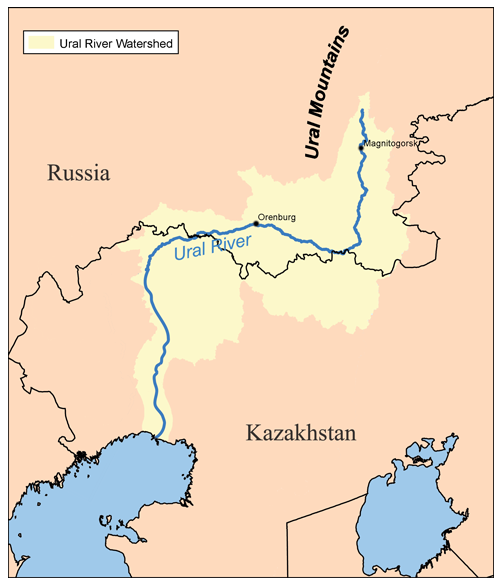 Ural River Watershed
Ural Mountains
Magnitogorsk
Russia
Orenburg
Ural River
Kazakhstan